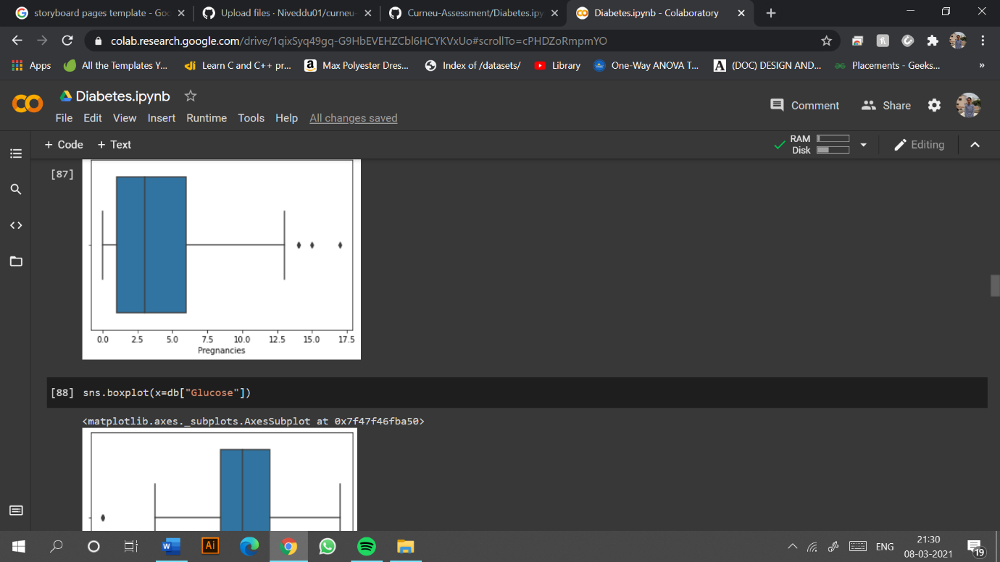 storyboard pages template - Goo
Upload files · Niveddu01/curneu-
Curneu-Assessment/Diabetes.ipy
Diabetes.ipynb - Colaboratory
colab.research.google.com/drive/1qixSyq49gq-G9HbEVEHZCbl6HCYKVxUo#scrollTo=cPHDZoRmpmYO
Apps
All the Templates Y...
Learn C and C++ pr...
Max Polyester Dres...
Index of /datasets/
Library
One-Way ANOVA T...
(DOC) DESIGN AND...
Placements - Geeks...
»
Diabetes.ipynb
File Edit View Insert Runtime Tools Help All changes saved
Comment
Share
+ Code + Text
RAM
Disk
Editing
[87]
0.0 2.5 5.0 7.5 10.0 12.5 15.0 17.5
Pregnancies
[88] sns.boxplot(x=db["Glucose"])
<matplotlib.axes._subplots.AxesSubplot at 0x7f47f46fba50>
W
Ai
ENG
21:30
08-03-2021
19